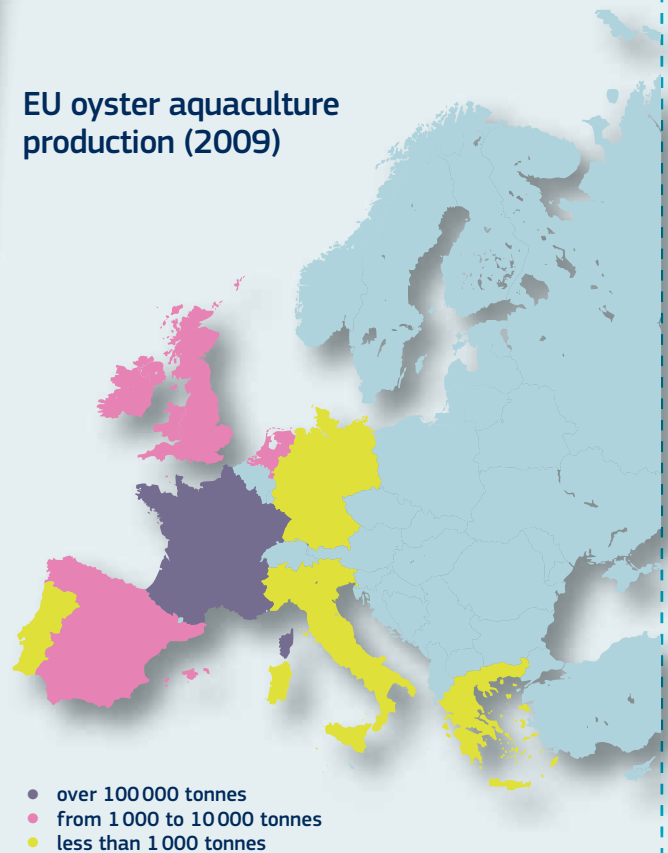 EU oyster aquaculture
production (2009)
over 100 000 tonnes
from 1 000 to 10 000 tonnes
less than 1 000 tonnes